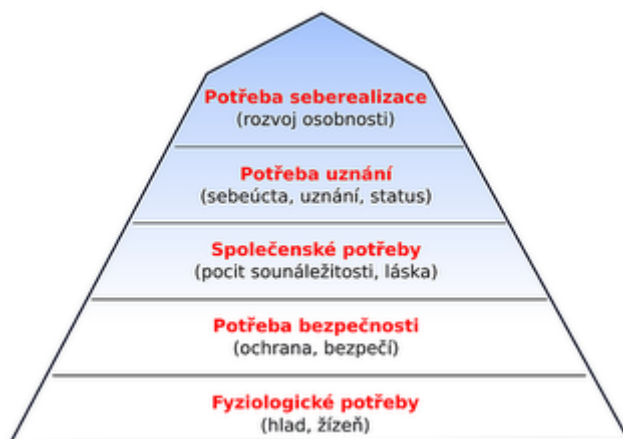 Potřeba seberealizace
(rozvoj osobnosti)
Potřeba uznání
(sebeúcta, uznání, status)
Společenské potřeby
(pocit sounáležitosti, láska)
Potřeba bezpečnosti
(ochrana, bezpečí)
Fyziologické potřeby
(hlad, žízeň)